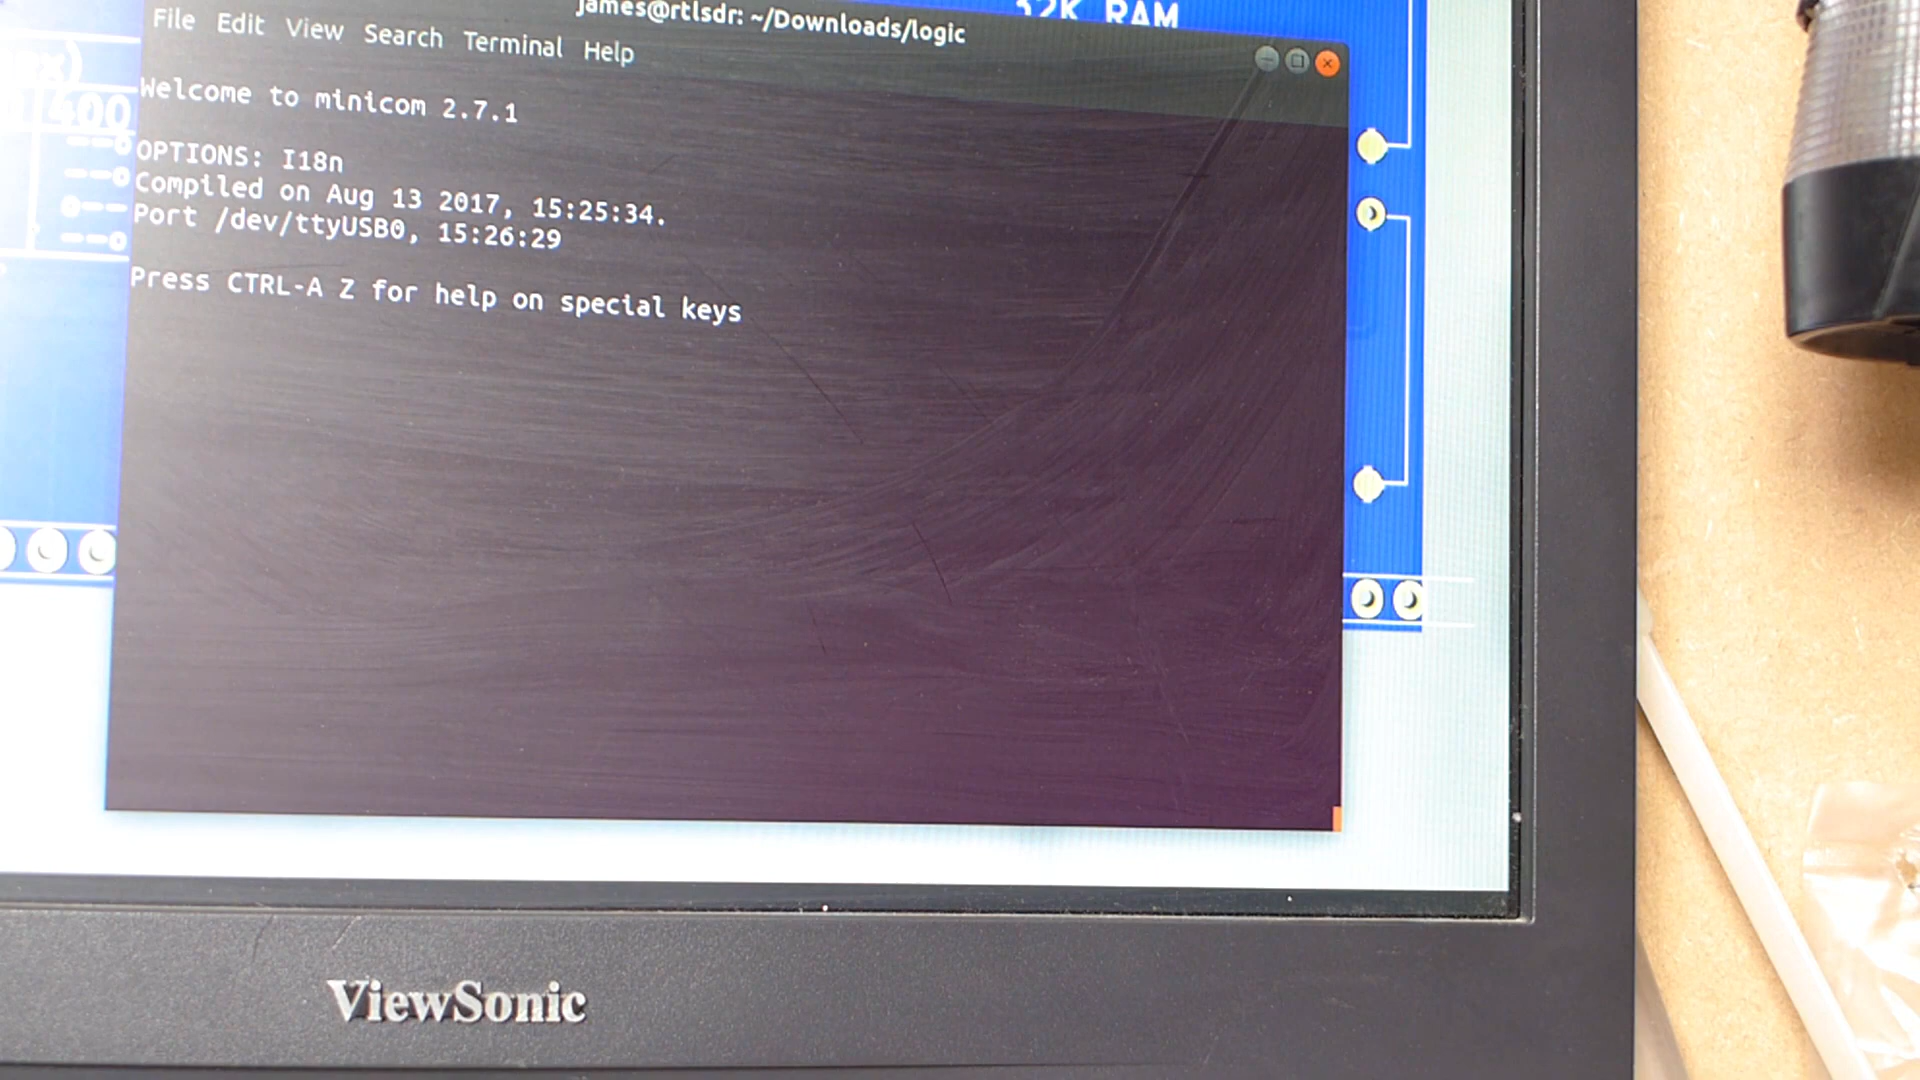 32K RAM
james@rtlsdr: ~/Downloads/logic
File Edit View Search Terminal Help
400
Welcome to minicom 2.7.1
OPTIONS: I18n
Compiled on Aug 13 2017, 15:25:34.
Port /dev/ttyUSB0, 15:26:29
Press CTRL-A Z for help on special keys
ViewSonic